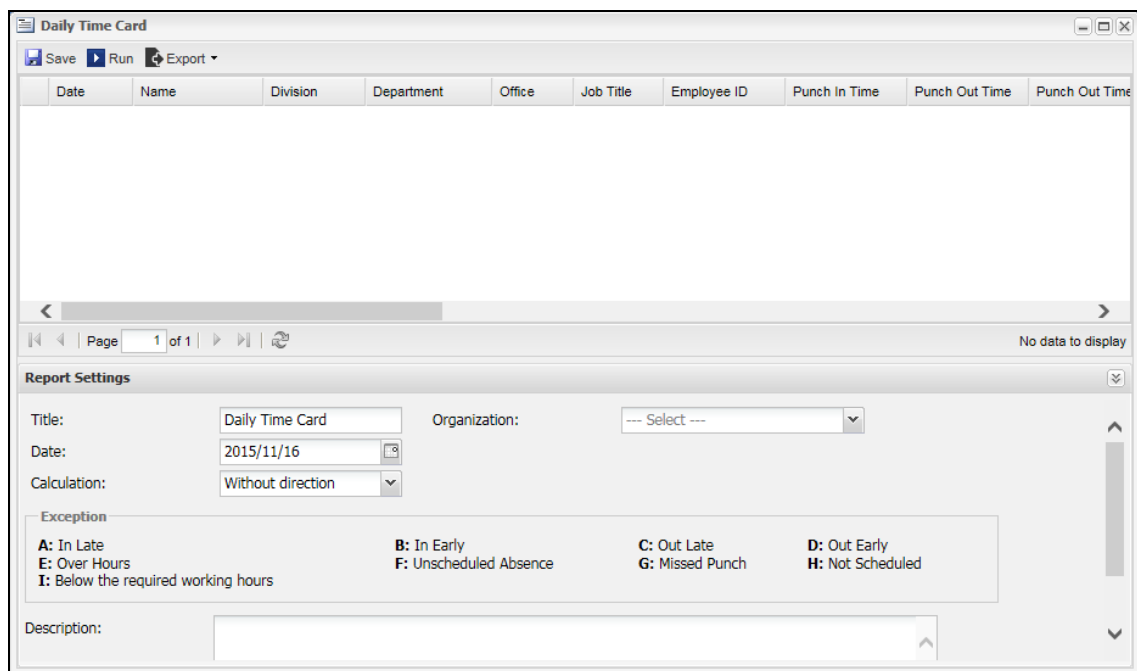 Daily Time Card
Save Run Export
Date Name Division Department Office Job Title Employee ID Punch In Time Punch Out Time Punch Out Time
Page 1 of 1 No data to display
Report Settings
Title: Daily Time Card Organization: --- Select ---
Date: 2015/11/16
Calculation: Without direction
Exception
A: In Late B: In Early C: Out Late D: Out Early
E: Over Hours F: Unscheduled Absence G: Missed Punch H: Not Scheduled
I: Below the required working hours
Description: